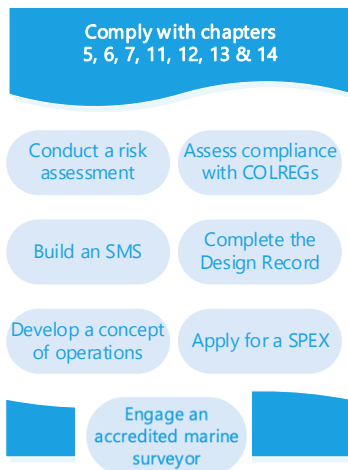 Comply with chapters
5, 6, 7, 11, 12, 13 & 14
Conduct a risk
assessment
Assess compliance
with COLREGs
Build an SMS
Complete the
Design Record
Develop a concept
of operations
Apply for a SPEX
Engage an
accredited marine
surveyor